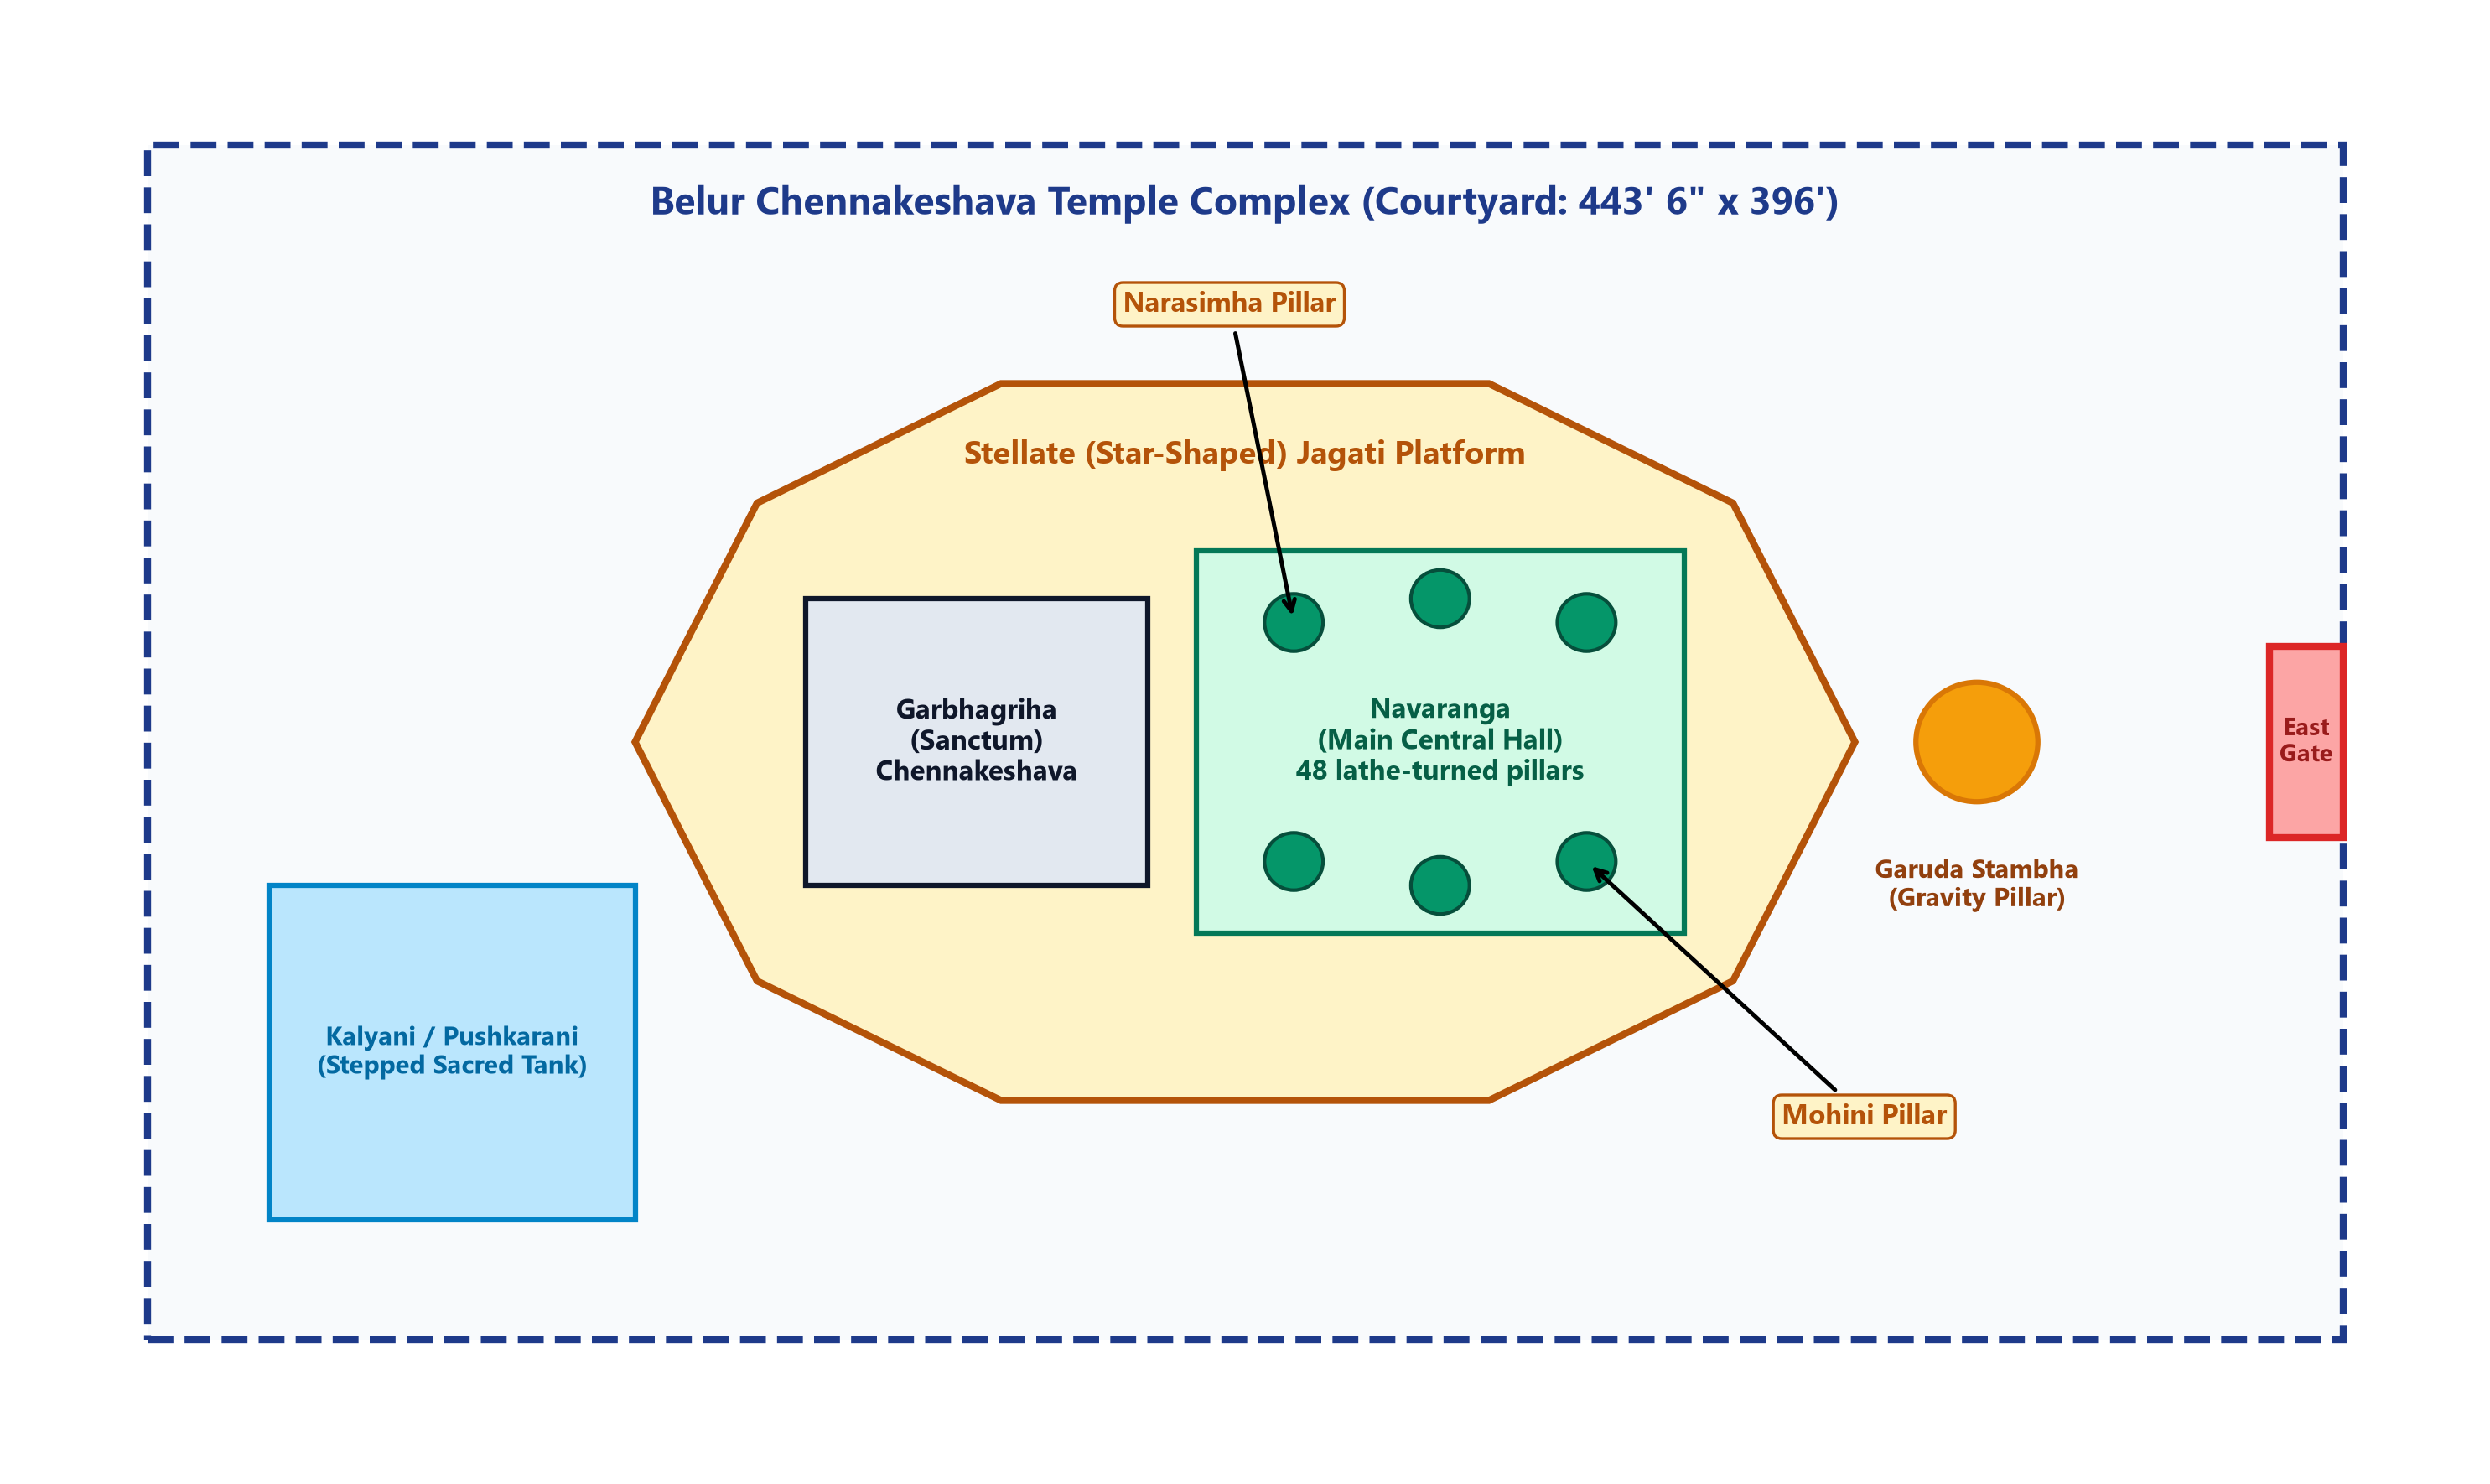 Belur Chennakeshava Temple Complex (Courtyard: 443' 6" x 396')
Narasimha Pillar
Stellate (Star-Shaped) Jagati Platform
Garbhagriha
(Sanctum)
Chennakeshava
Navaranga
(Main Central Hall)
48 lathe-turned pillars
East
Gate
Garuda Stambha
(Gravity Pillar)
Kalyani / Pushkarani
(Stepped Sacred Tank)
Mohini Pillar